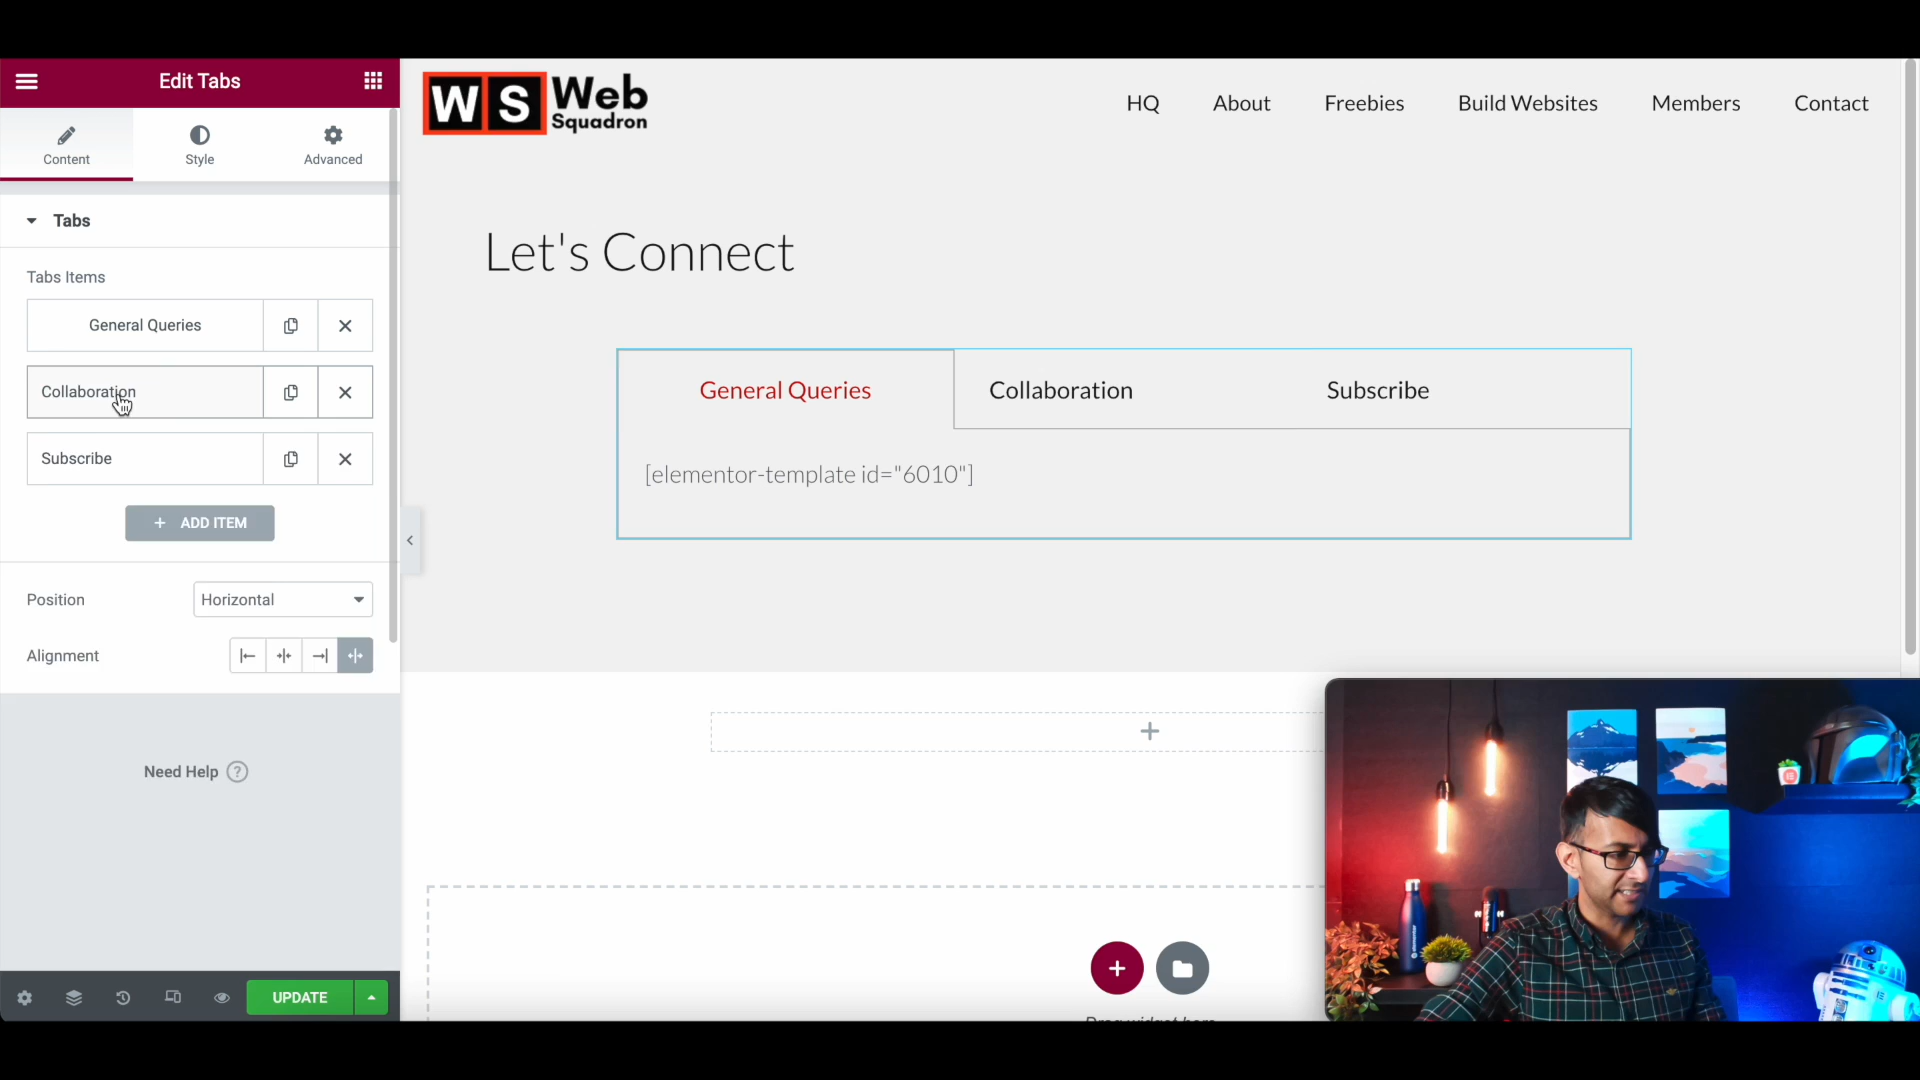 Edit Tabs
Content
Style
Advanced
Tabs
Tabs Items
General Queries
Collaboration
Subscribe
+ ADD ITEM
Position
Horizontal
Alignment
Need Help ?
UPDATE
WS Web
Squadron
HQ
About
Freebies
Build Websites
Members
Contact
Let's Connect
General Queries
Collaboration
Subscribe
[elementor-template id="6010"]